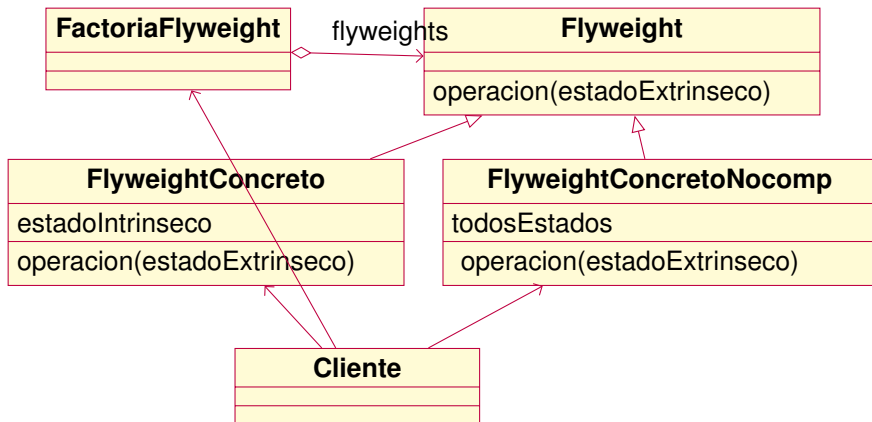 FactoriaFlyweight
flyweights
Flyweight
operacion(estadoExtrinseco)
FlyweightConcreto
estadoIntrinseco
operacion(estadoExtrinseco)
FlyweightConcretoNocomp
todosEstados
operacion(estadoExtrinseco)
Cliente